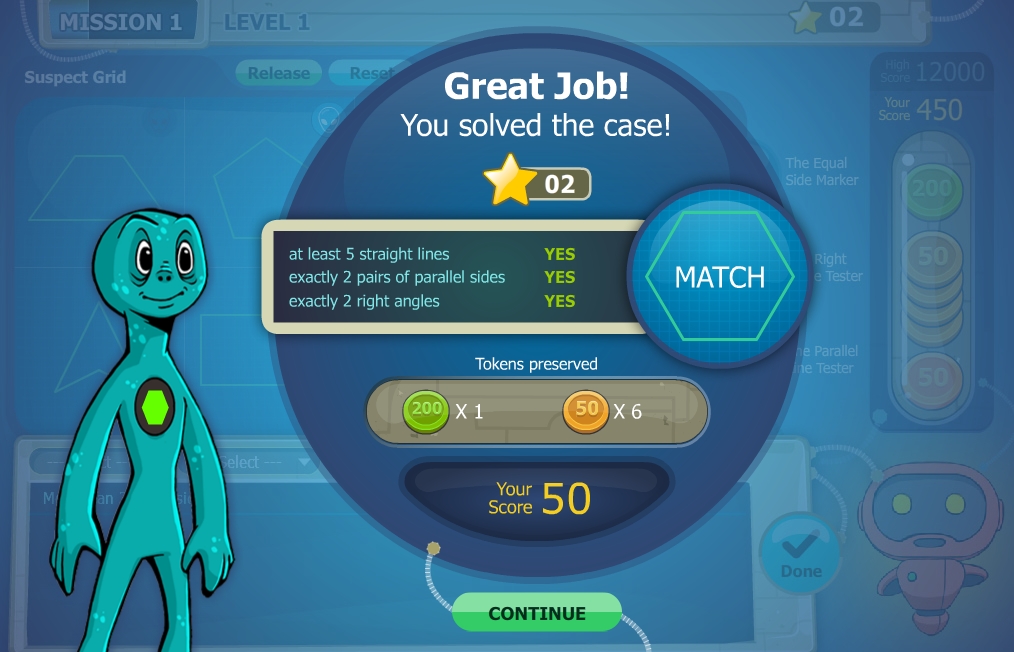 MISSION 1
LEVEL 1
02
Suspect Grid
Release
Reset
High Score 12000
Your Score 450
Great Job!
You solved the case!
02
The Equal
Side Marker
200
at least 5 straight lines YES
exactly 2 pairs of parallel sides YES
exactly 2 right angles YES
MATCH
Right
Tester
50
Tokens preserved
Parallel
Tester
50
200 X 1
50 X 6
Your Score 50
Done
CONTINUE